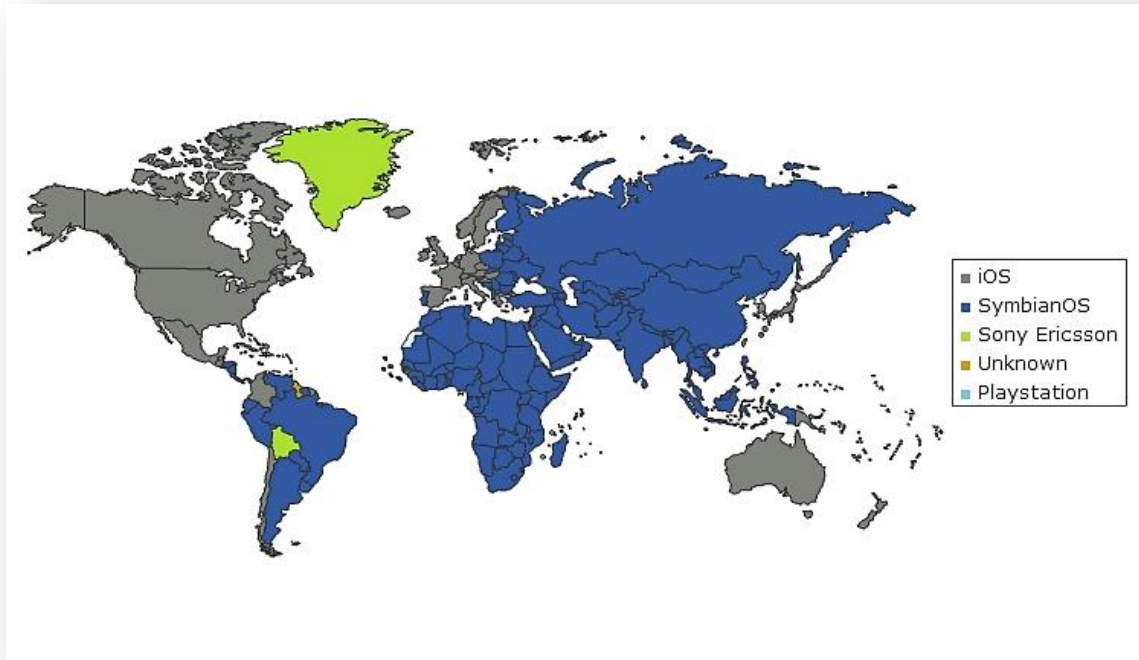 iOS
SymbianOS
Sony Ericsson
Unknown
Playstation